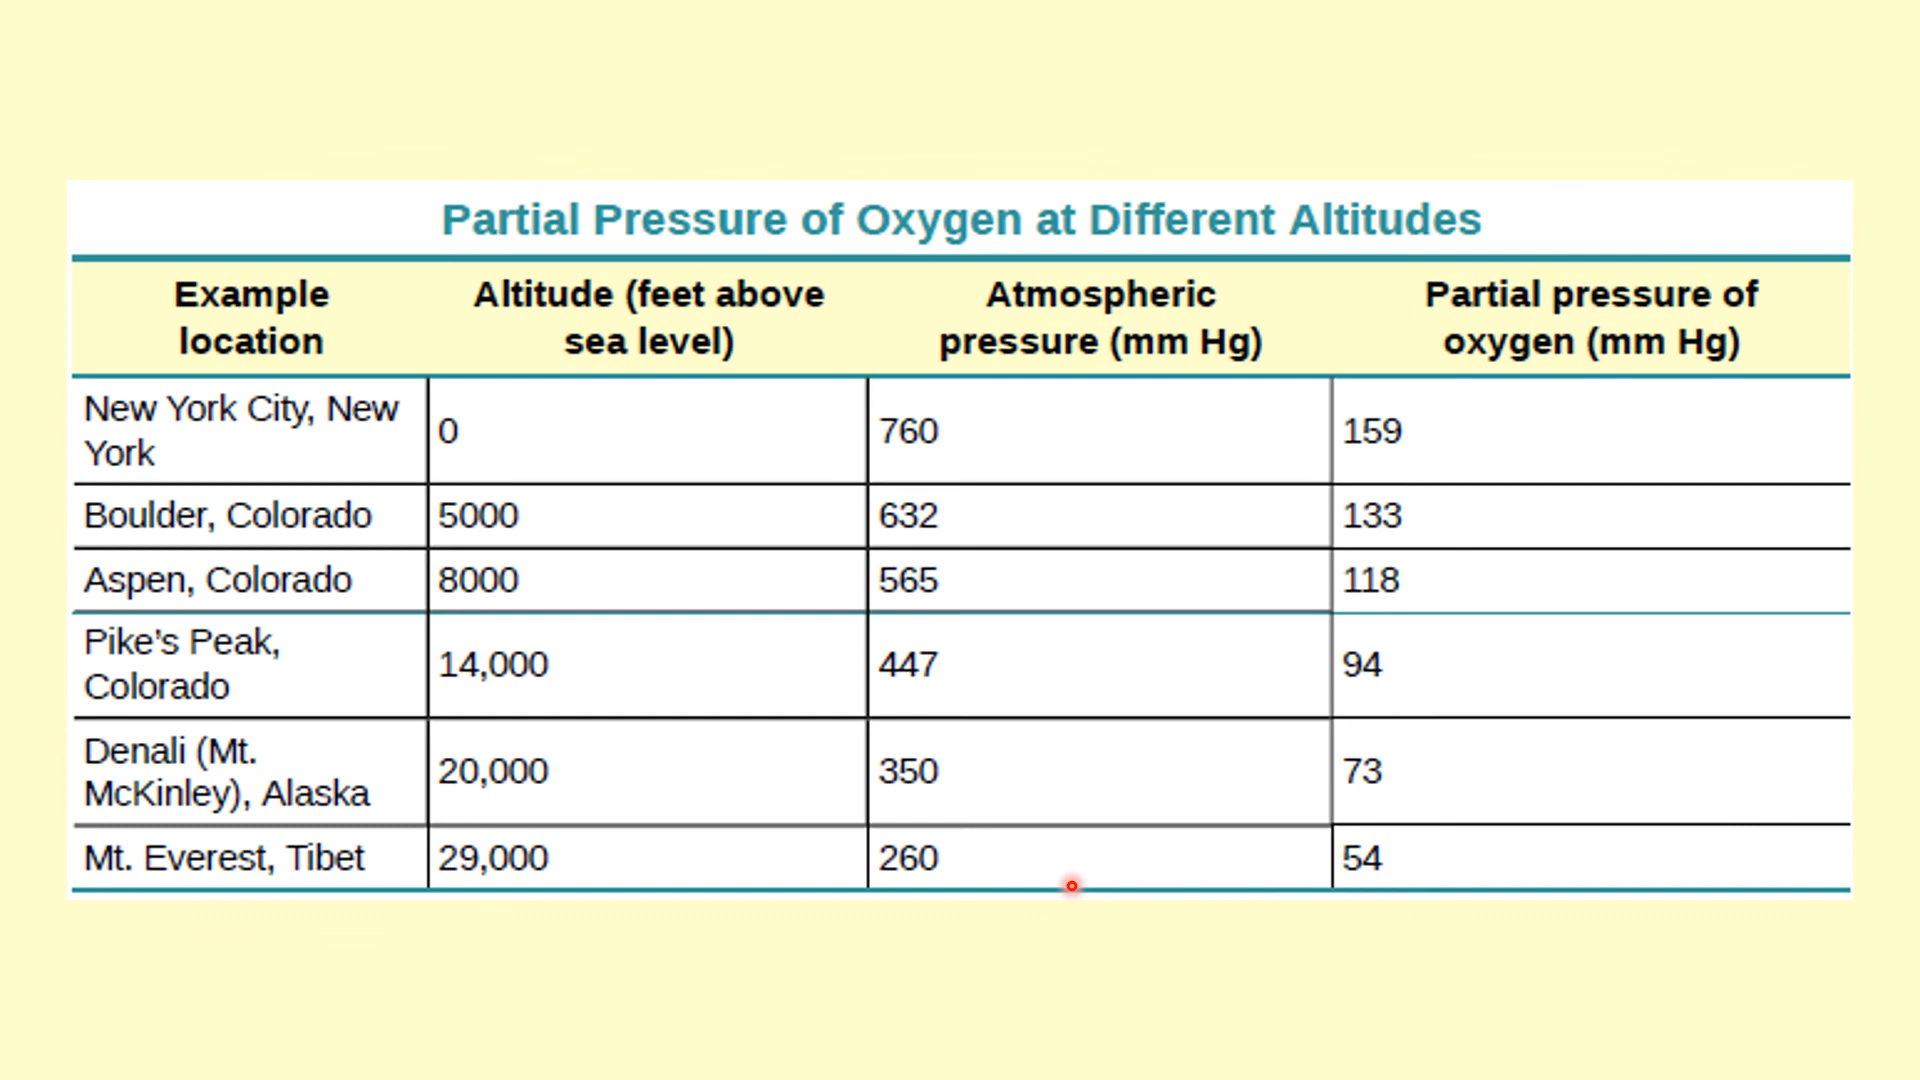 Partial Pressure of Oxygen at Different Altitudes
Example
location
Altitude (feet above
sea level)
Atmospheric
pressure (mm Hg)
Partial pressure of
oxygen (mm Hg)
New York City, New
York
0
760
159
Boulder, Colorado
5000
632
133
Aspen, Colorado
8000
565
118
Pike’s Peak,
Colorado
14,000
447
94
Denali (Mt.
McKinley), Alaska
20,000
350
73
Mt. Everest, Tibet
29,000
260
54